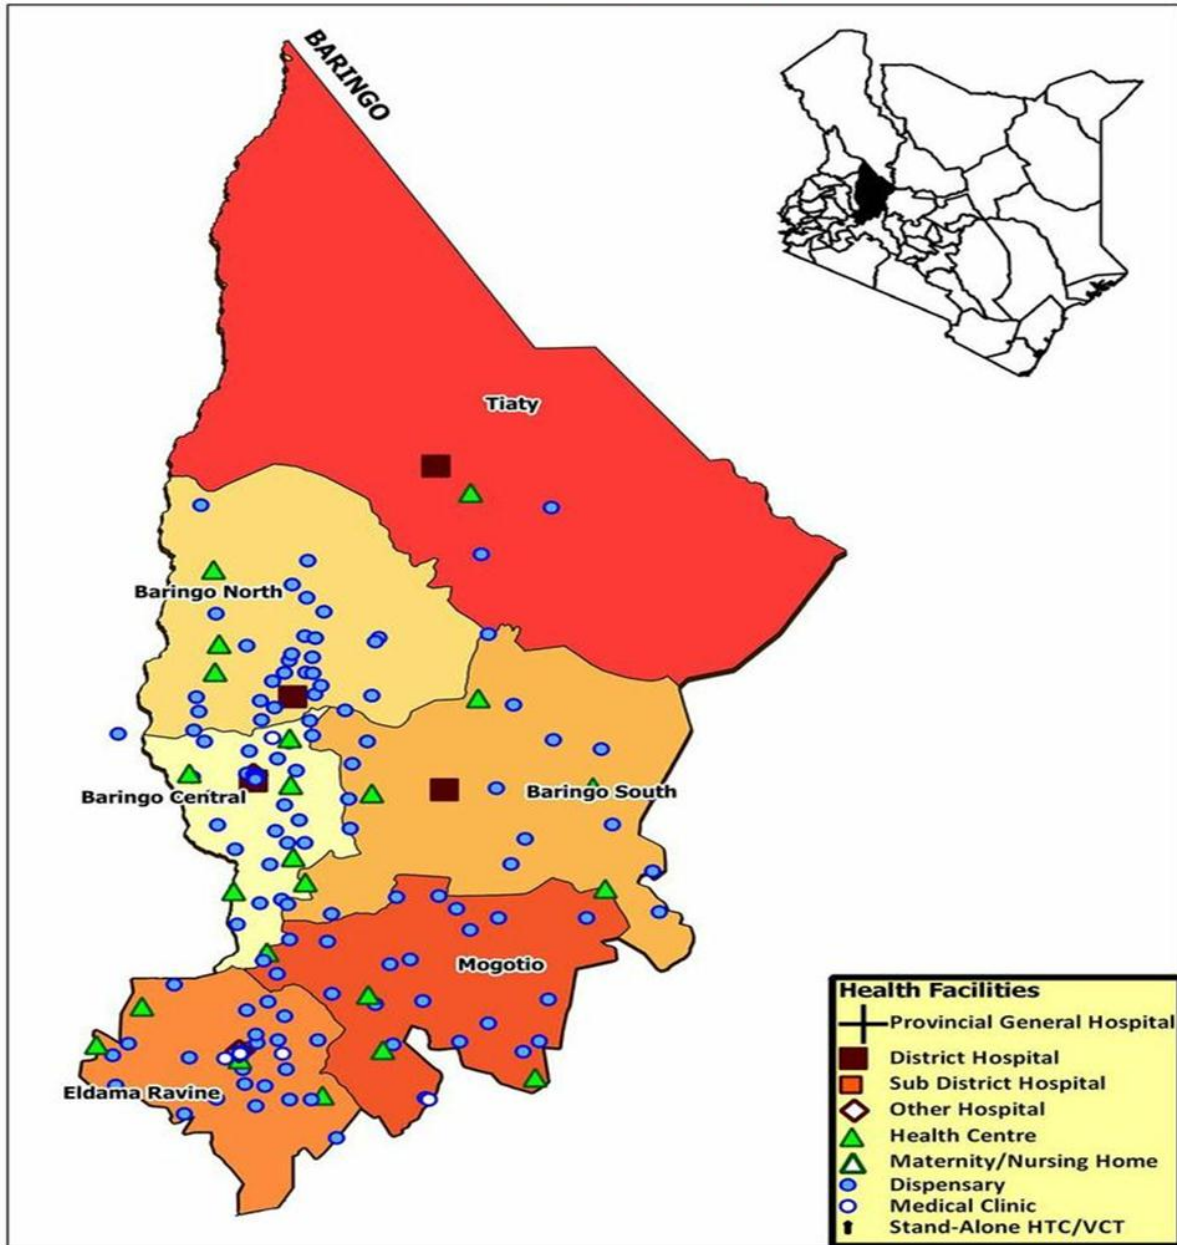 BARINGO
Tiaty
Baringo North
Baringo Central
Baringo South
Mogotio
Eldama Ravine
Health Facilities
Provincial General Hospital
District Hospital
Sub District Hospital
Other Hospital
Health Centre
Maternity/Nursing Home
Dispensary
Medical Clinic
Stand-Alone HTC/VCT